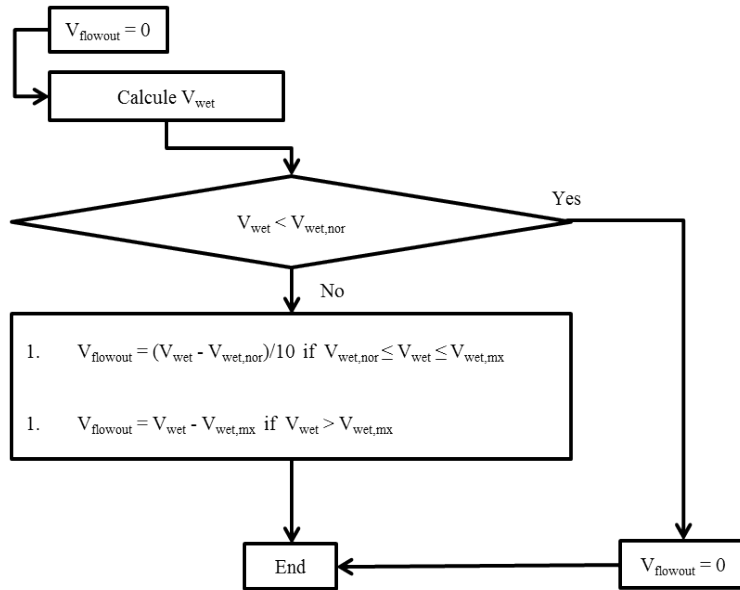 V_flowout = 0
Calcule V_wet
V_wet < V_wet,nor
Yes
No
1. V_flowout = (V_wet - V_wet,nor)/10 if V_wet,nor ≤ V_wet ≤ V_wet,mx
1. V_flowout = V_wet - V_wet,mx if V_wet > V_wet,mx
End
V_flowout = 0